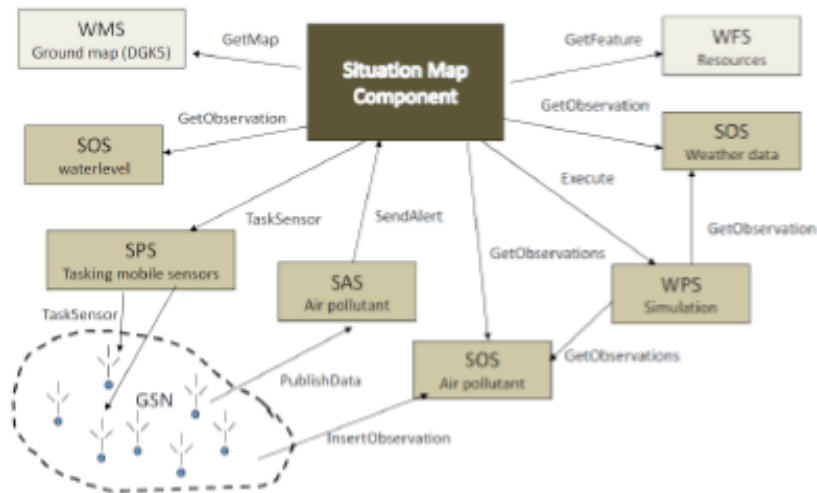 WMS
Ground map (DGK5)
GetMap
Situation Map
Component
GetFeature
WFS
Resources
GetObservation
SOS
waterlevel
GetObservation
SOS
Weather data
Execute
TaskSensor
SendAlert
GetObservation
SPS
Tasking mobile sensors
GetObservations
SAS
Air pollutant
WPS
Simulation
TaskSensor
SOS
Air pollutant
GetObservations
PublishData
GSN
InsertObservation